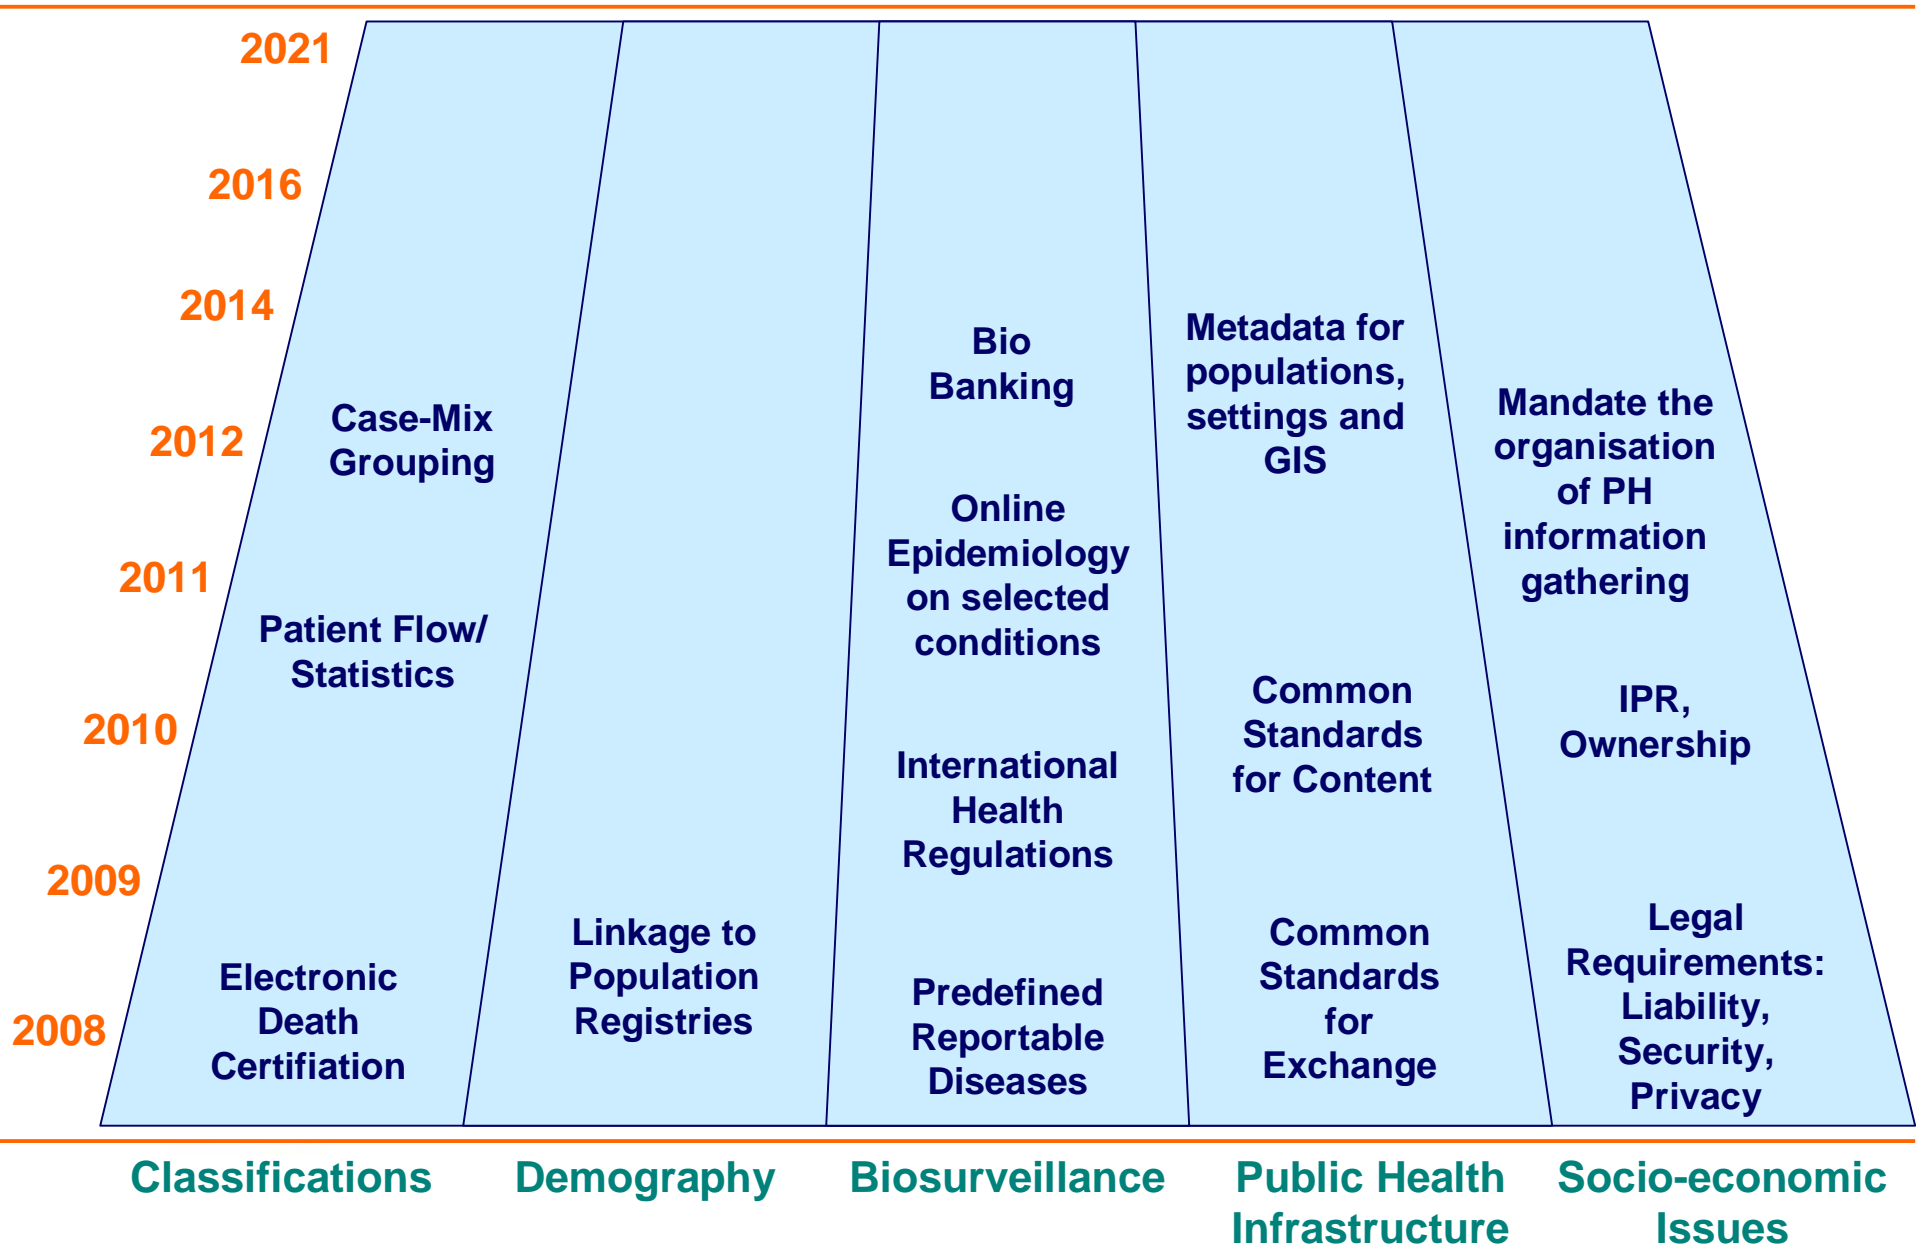 2021
2016
2014
2012
2011
2010
2009
2008
Case-Mix
Grouping
Patient Flow/
Statistics
Electronic
Death
Certifiation
Linkage to
Population
Registries
Bio
Banking
Online
Epidemiology
on selected
conditions
International
Health
Regulations
Predefined
Reportable
Diseases
Metadata for
populations,
settings and
GIS
Common
Standards
for Content
Common
Standards
for
Exchange
Mandate the
organisation
of PH
information
gathering
IPR,
Ownership
Legal
Requirements:
Liability,
Security,
Privacy
Classifications
Demography
Biosurveillance
Public Health
Infrastructure
Socio-economic
Issues